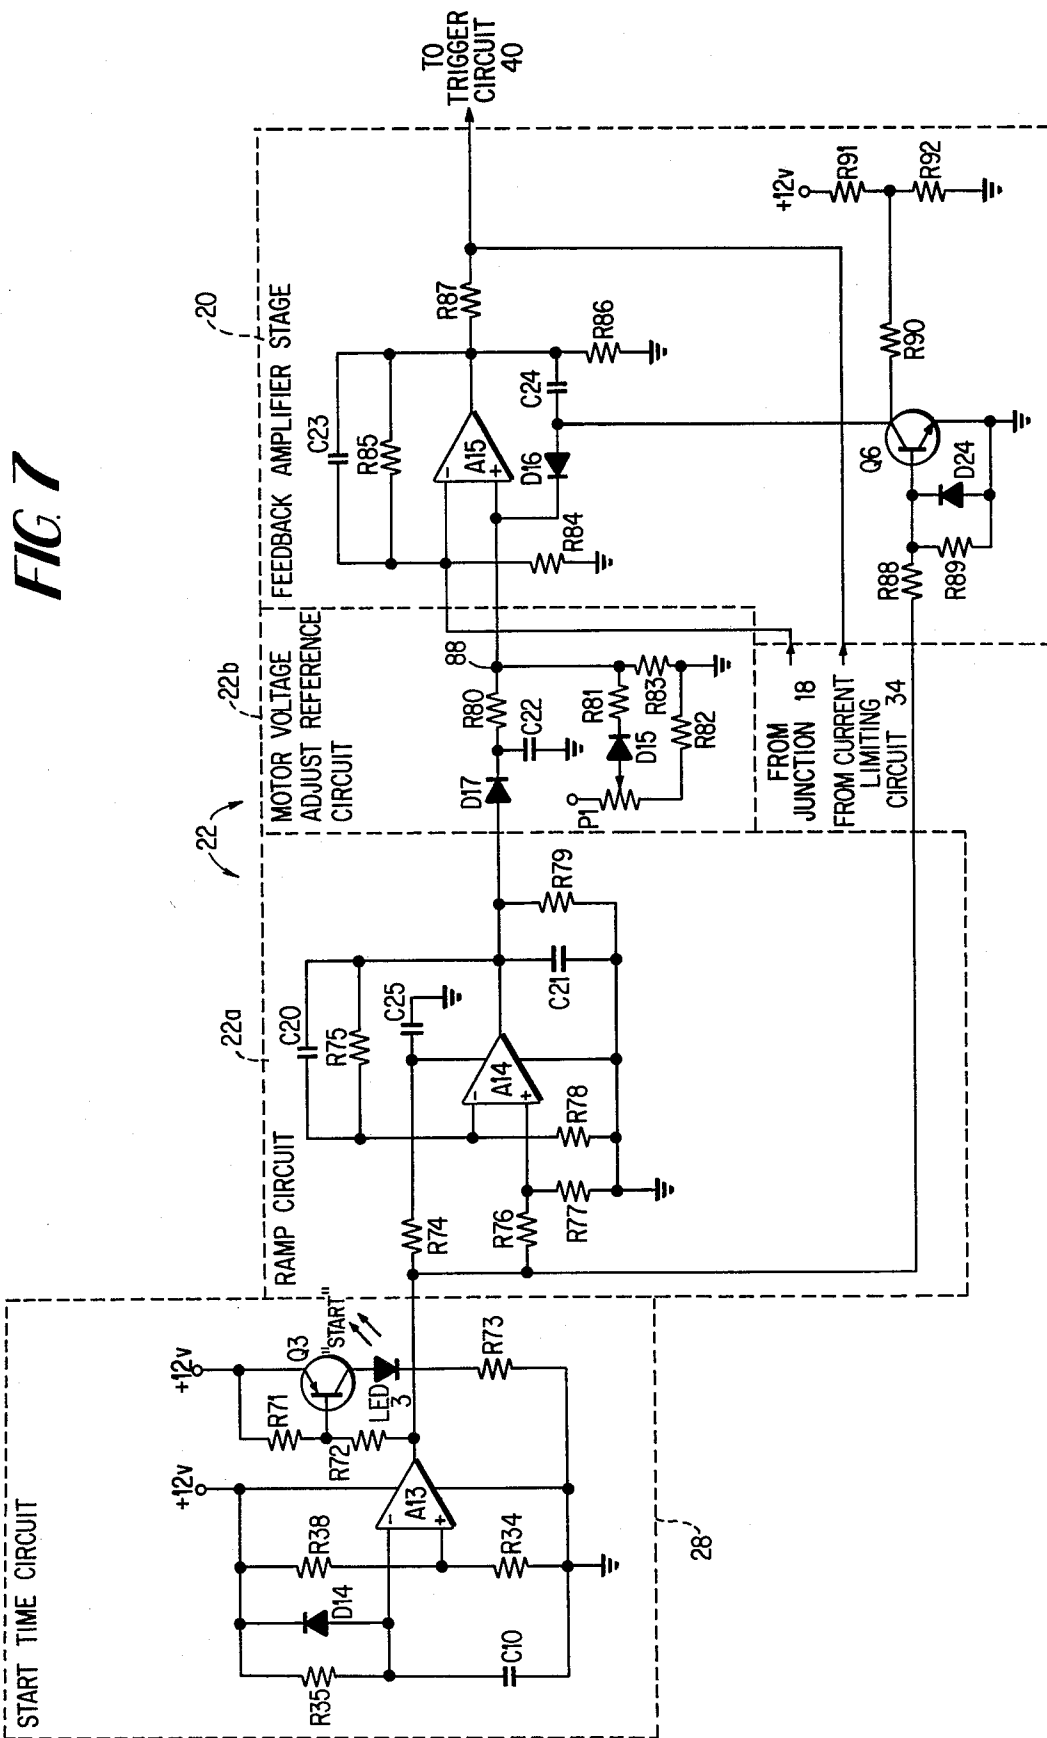 FIG. 7
START TIME CIRCUIT
+12v
+12v
R35
D14
R38
R71
Q3
"START"
R72
LED
3
A13
-
+
C10
R34
R73
28
22
22a
RAMP CIRCUIT
C20
R75
C25
R74
A14
-
+
R76
R77
R78
C21
R79
22b
MOTOR VOLTAGE
ADJUST REFERENCE
CIRCUIT
D17
R80
88
C22
P1
D15
R81
R83
R82
20
FEEDBACK AMPLIFIER STAGE
C23
R85
A15
-
+
R87
R84
D16
C24
R86
TO
TRIGGER
CIRCUIT
40
FROM
JUNCTION 18
FROM CURRENT
LIMITING
CIRCUIT 34
R88
R89
D24
Q6
R90
+12v
R91
R92